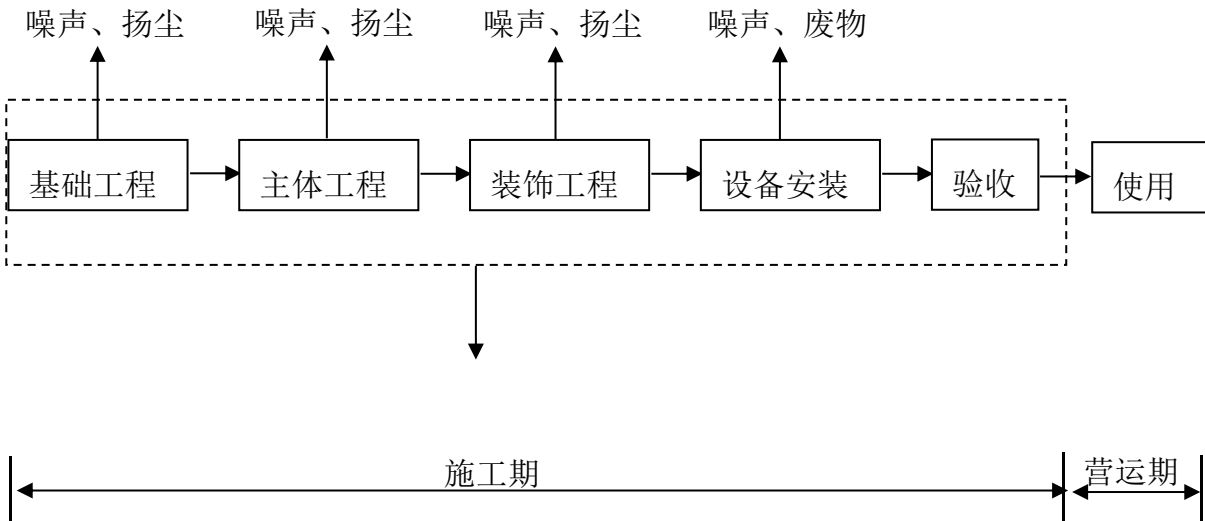 噪声、扬尘 噪声、扬尘 噪声、扬尘 噪声、废物
基础工程 主体工程 装饰工程 设备安装 验收 使用
施工期 营运期